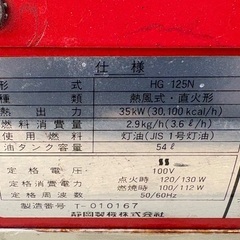 仕様
形式 HG 125N
種類 熱風式・直火形
熱出力 35kW(30,100kcal/h)
燃料消費量 2.9kg/h(3.6ℓ/h)
使用燃料 灯油(JIS 1号灯油)
油タンク容量 54ℓ
SS
定格電圧 100V
定格消費電力 点火時 120/130W
燃焼時 100/112W
定格周波数 50/60Hz
製造番号 1-010167
静岡製機株式会社